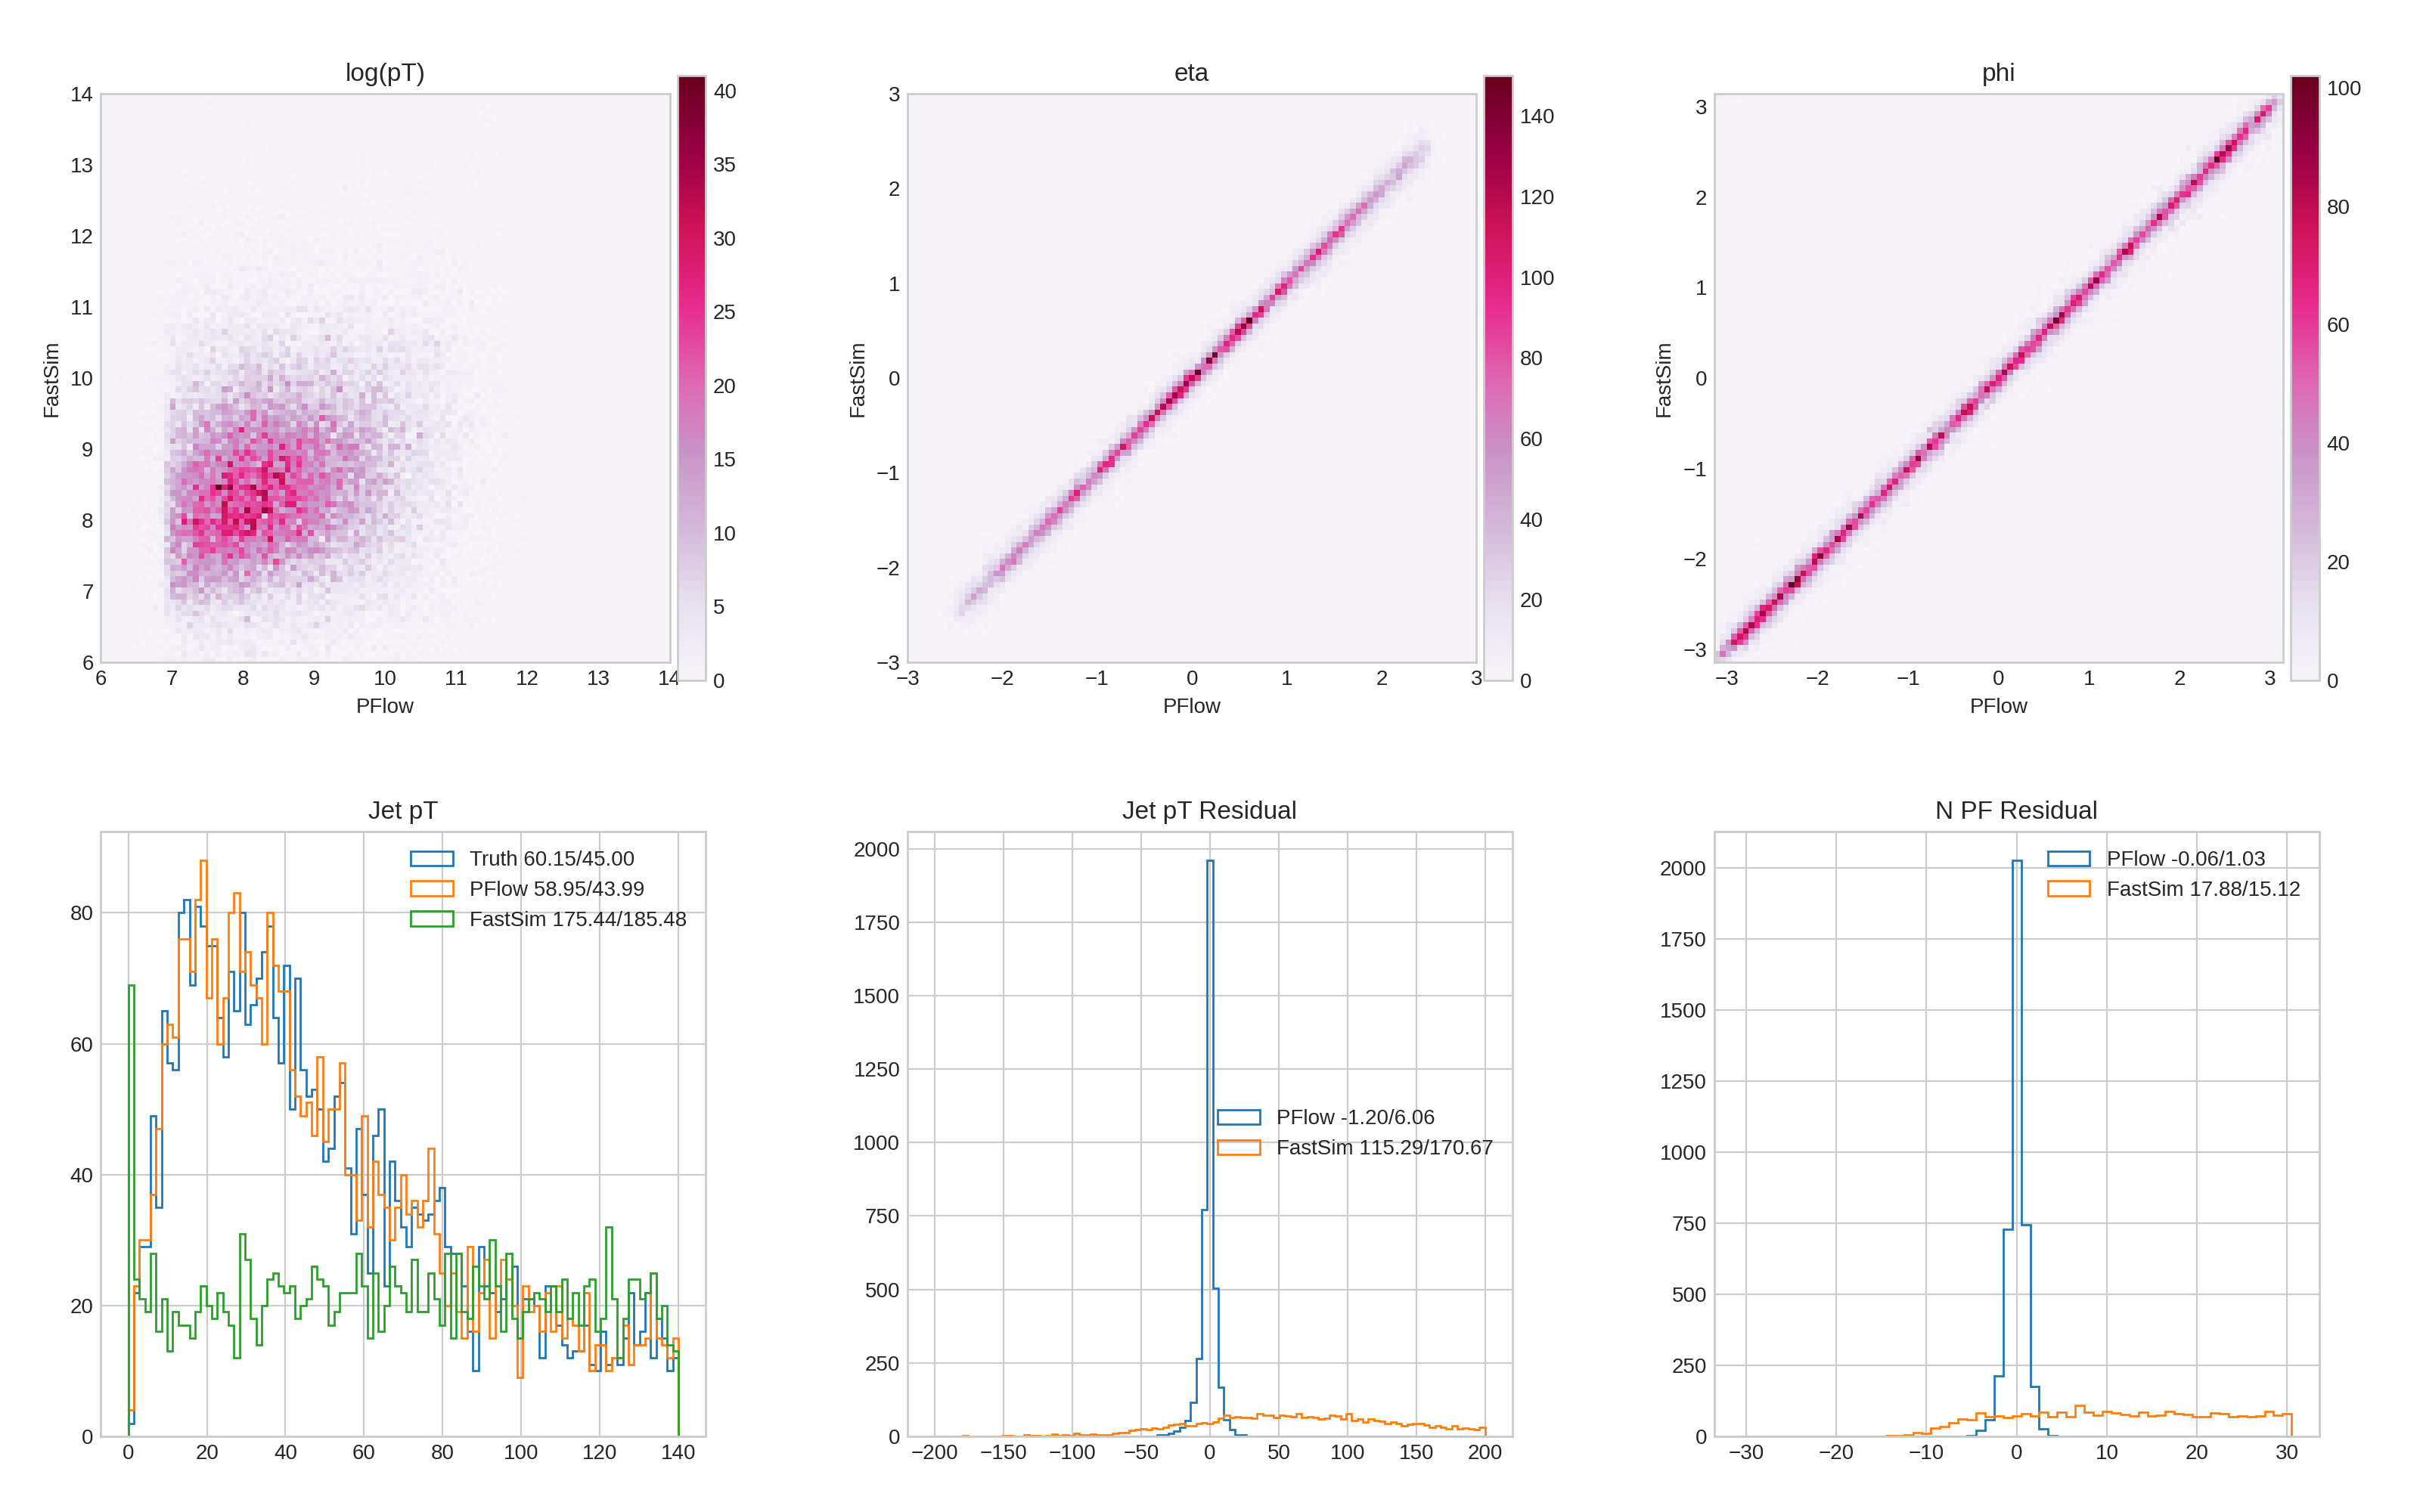 log(pT)
14
13
12
11
10
9
8
7
6
FastSim
6 7 8 9 10 11 12 13 14
PFlow
40
35
30
25
20
15
10
5
0
eta
3
2
1
0
−1
−2
−3
FastSim
−3 −2 −1 0 1 2 3
PFlow
140
120
100
80
60
40
20
0
phi
3
2
1
0
−1
−2
−3
FastSim
−3 −2 −1 0 1 2 3
PFlow
100
80
60
40
20
0
Jet pT
Truth 60.15/45.00
PFlow 58.95/43.99
FastSim 175.44/185.48
80
60
40
20
0
0 20 40 60 80 100 120 140
Jet pT Residual
2000
1750
1500
1250
1000
750
500
250
0
PFlow -1.20/6.06
FastSim 115.29/170.67
−200 −150 −100 −50 0 50 100 150 200
N PF Residual
PFlow -0.06/1.03
FastSim 17.88/15.12
2000
1750
1500
1250
1000
750
500
250
0
−30 −20 −10 0 10 20 30